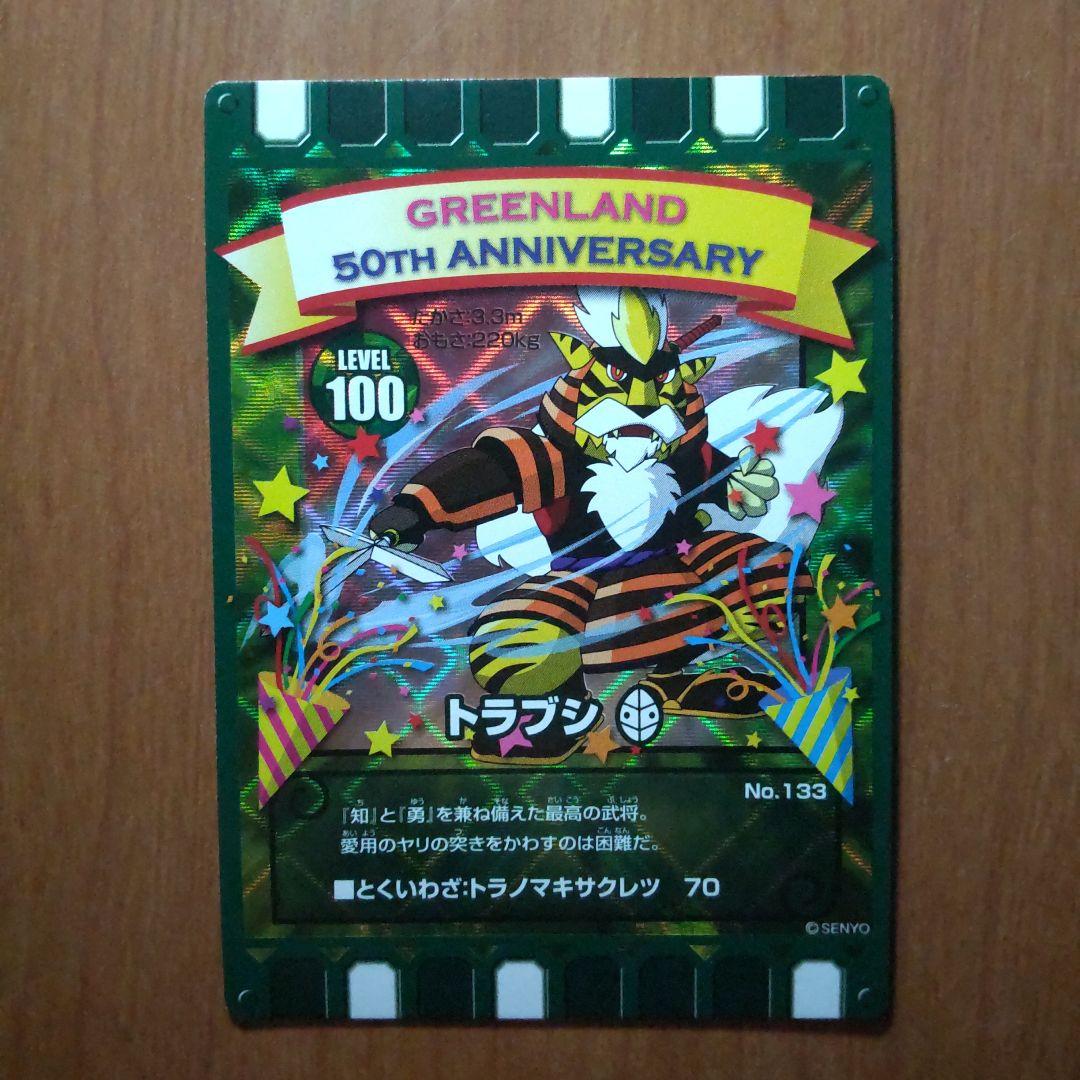 GREENLAND
50TH ANNIVERSARY
たかさ:3.3m
おもさ:220kg
LEVEL
100
トラブシ
No.133
『知』と『勇』を兼ね備えた最高の武将。
愛用のヤリの突きをかわすのは困難だ。
■とくいわざ:トラノマキサクレツ 70
©SENYO